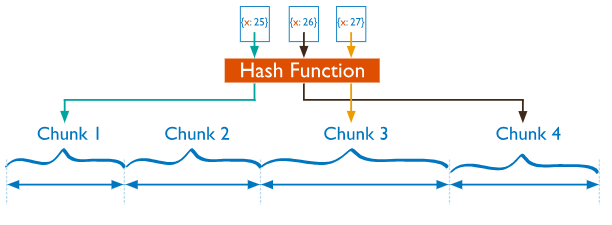 {x: 25} {x: 26} {x: 27}
Hash Function
Chunk 1 Chunk 2 Chunk 3 Chunk 4